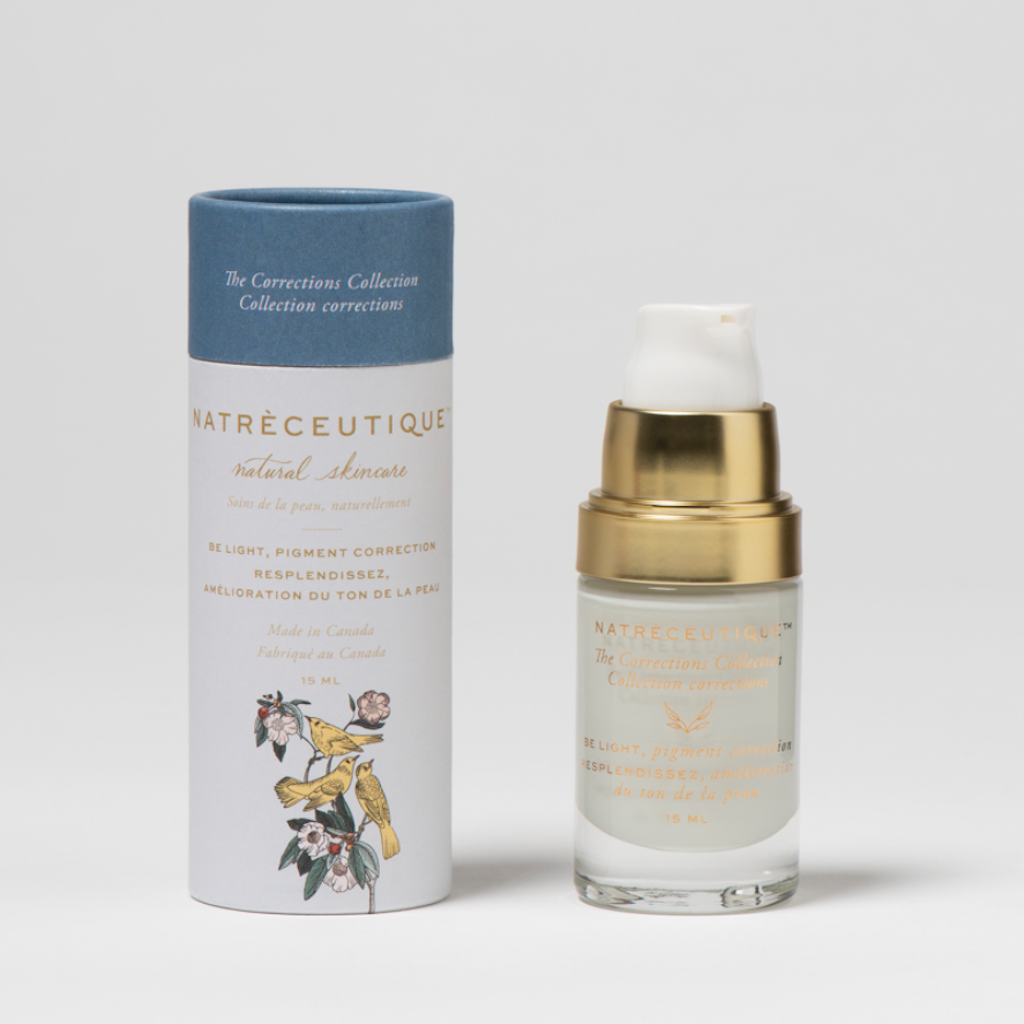 The Corrections Collection
Collection corrections
NATRÈCEUTIQUE™
natural skincare
Soins de la peau, naturellement
BE LIGHT, PIGMENT CORRECTION
RESPLENDISSEZ,
AMÉLIORATION DU TON DE LA PEAU
Made in Canada
Fabriqué au Canada
15 ML
NATRÈCEUTIQUE™
The Corrections Collection
Collection corrections
BE LIGHT, pigment correction
RESPLENDISSEZ, amélioration
du ton de la peau
15 ML